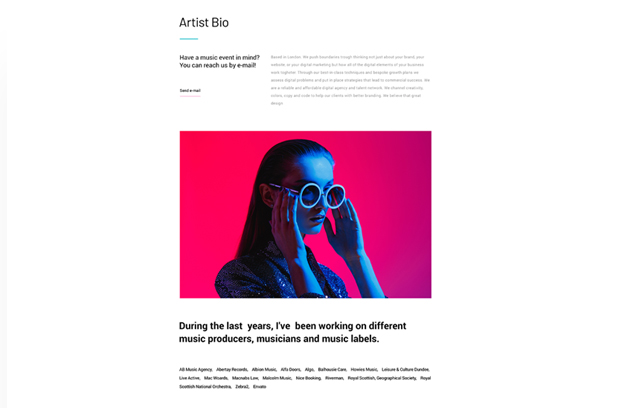 Artist Bio
Have a music event in mind?
You can reach us by e-mail!
Send e-mail
Based in London. We push boundaries trough thinking not just about your brand, your
website, or your digital marketing but how all of the digital elements of your business
work togheter. Through our best-in-class techniques and bespoke growth plans we
assess digital problems and put in place strategies that lead to commercial success. We
are a reliable and affordable digital agency and talent network. We channel creativity,
colors, copy and code to help our clients with better branding. We believe that great
design
During the last years, I've been working on different
music producers, musicians and music labels.
AB Music Agency, Abertay Records, Albion Music, Alfs Doors, Algo, Balhousie Care, Howies Music, Leisure & Culture Dundee,
Live Active, Mac Woards, Macnabs Law, Malcolm Music, Nice Booking, Riverman, Royal Scottish, Geographical Society, Royal
Scottish National Orchestra, Zebra2, Envato